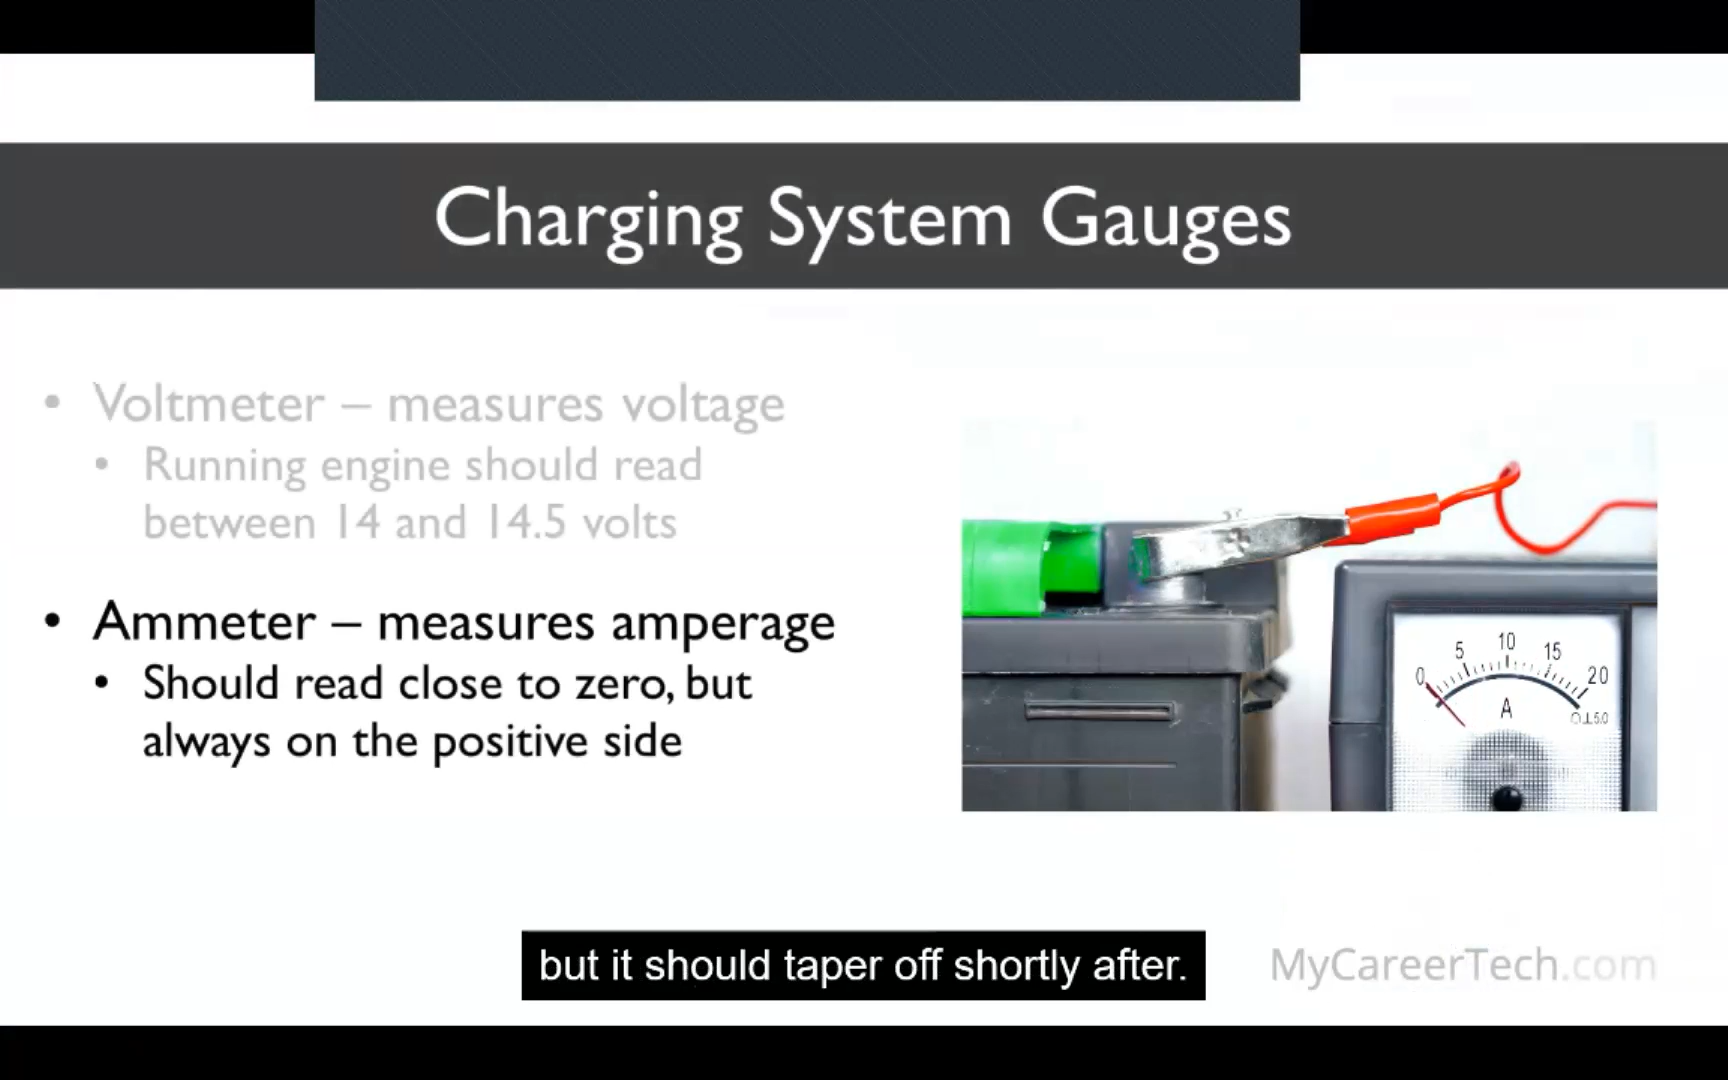 Charging System Gauges
• Voltmeter – measures voltage
• Running engine should read
between 14 and 14.5 volts
• Ammeter – measures amperage
• Should read close to zero, but
always on the positive side
0 5 10 15 20
A
5.0
but it should taper off shortly after.
MyCareerTech.com